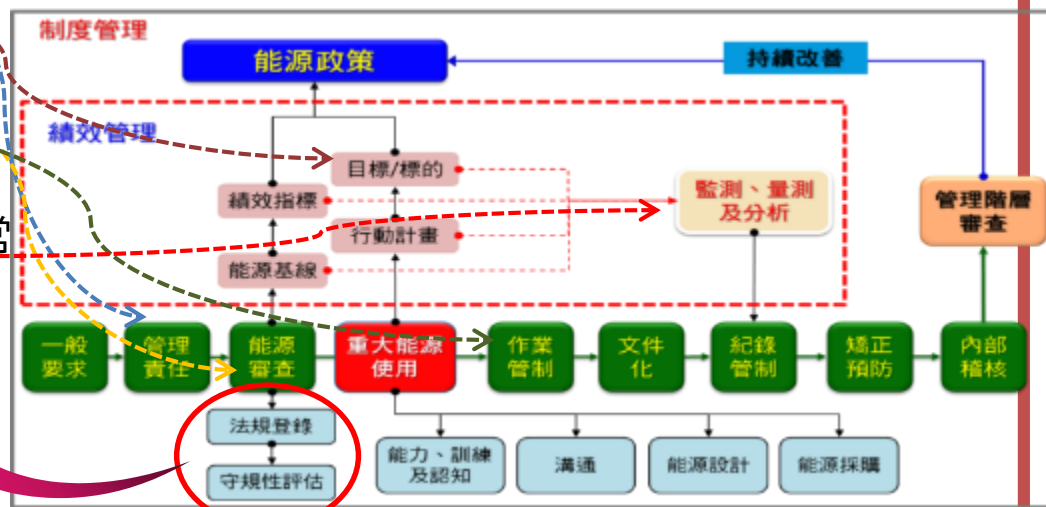 制度管理
能源政策
持續改善
績效管理
目標/標的
績效指標
行動計畫
能源基線
監測、量測
及分析
管理階層
審查
一般
要求
管理
責任
能源
審查
重大能源
使用
作業
管制
文件
化
紀錄
管制
矯正
預防
內部
稽核
法規登錄
守規性評估
能力、訓練
及認知
溝通
能源設計
能源採購